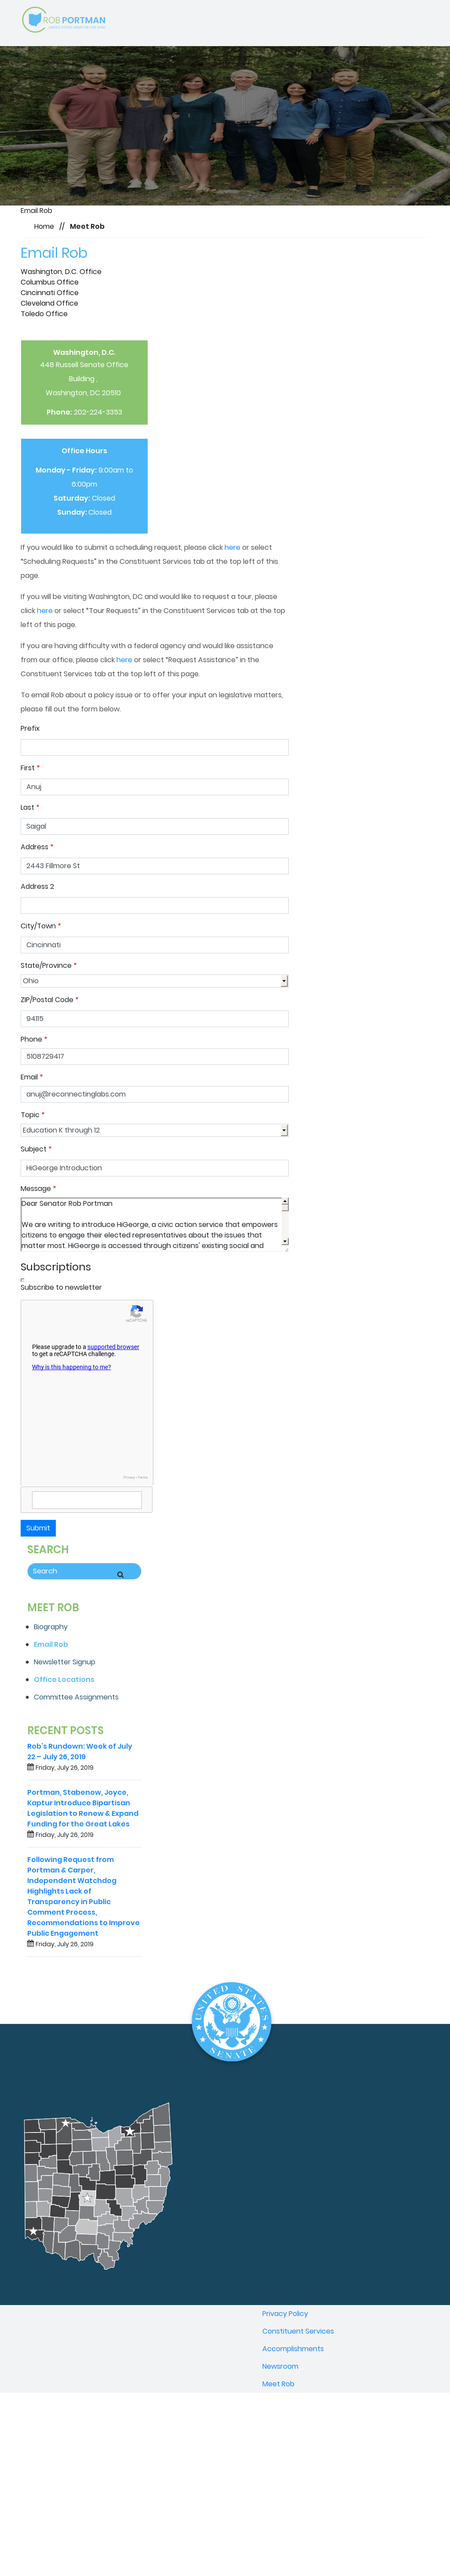 ROB PORTMAN
UNITED STATES SENATOR FOR OHIO
Email Rob
Home // Meet Rob
Email Rob
Washington, D.C. Office
Columbus Office
Cincinnati Office
Cleveland Office
Toledo Office
Washington, D.C.
448 Russell Senate Office
Building ,
Washington, DC 20510
Phone: 202-224-3353
Office Hours
Monday - Friday: 9:00am to
6:00pm
Saturday: Closed
Sunday: Closed
If you would like to submit a scheduling request, please click here or select
“Scheduling Requests” in the Constituent Services tab at the top left of this
page.
If you will be visiting Washington, DC and would like to request a tour, please
click here or select “Tour Requests” in the Constituent Services tab at the top
left of this page.
If you are having difficulty with a federal agency and would like assistance
from our office, please click here or select “Request Assistance” in the
Constituent Services tab at the top left of this page.
To email Rob about a policy issue or to offer your input on legislative matters,
please fill out the form below.
Prefix
First *
Anuj
Last *
Saigal
Address *
2443 Fillmore St
Address 2
City/Town *
Cincinnati
State/Province *
Ohio
ZIP/Postal Code *
94115
Phone *
5108729417
Email *
anuj@reconnectinglabs.com
Topic *
Education K through 12
Subject *
HiGeorge Introduction
Message *
Dear Senator Rob Portman
We are writing to introduce HiGeorge, a civic action service that empowers
citizens to engage their elected representatives about the issues that
matter most. HiGeorge is accessed through citizens' existing social and
Subscriptions
Subscribe to newsletter
reCAPTCHA
Please upgrade to a supported browser
to get a reCAPTCHA challenge.
Why is this happening to me?
Privacy - Terms
Submit
SEARCH
Search
MEET ROB
Biography
Email Rob
Newsletter Signup
Office Locations
Committee Assignments
RECENT POSTS
Rob's Rundown: Week of July
22 – July 26, 2019
Friday, July 26, 2019
Portman, Stabenow, Joyce,
Kaptur Introduce Bipartisan
Legislation to Renew & Expand
Funding for the Great Lakes
Friday, July 26, 2019
Following Request from
Portman & Carper,
Independent Watchdog
Highlights Lack of
Transparency in Public
Comment Process,
Recommendations to Improve
Public Engagement
Friday, July 26, 2019
UNITED STATES
SENATE
Privacy Policy
Constituent Services
Accomplishments
Newsroom
Meet Rob